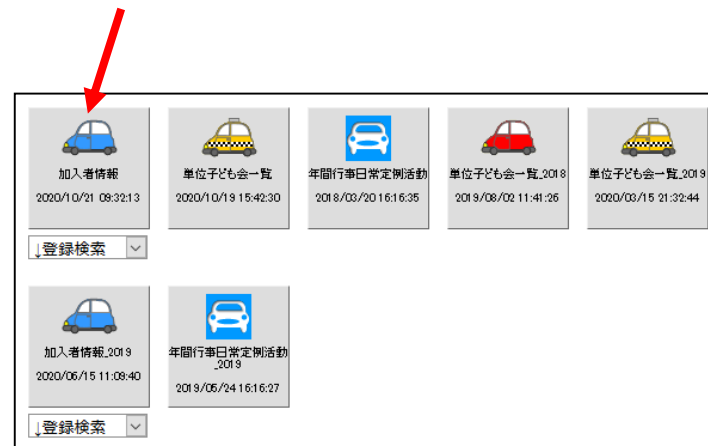 加入者情報
2020/10/21 09:32:13
単位子ども会一覧
2020/10/19 15:42:30
年間行事日常定例活動
2018/03/20 16:16:35
単位子ども会一覧_2018
2019/08/02 11:41:26
単位子ども会一覧_2019
2020/03/15 21:32:44
↓登録検索
加入者情報_2019
2020/06/15 11:09:40
年間行事日常定例活動
_2019
2019/05/24 16:16:27
↓登録検索